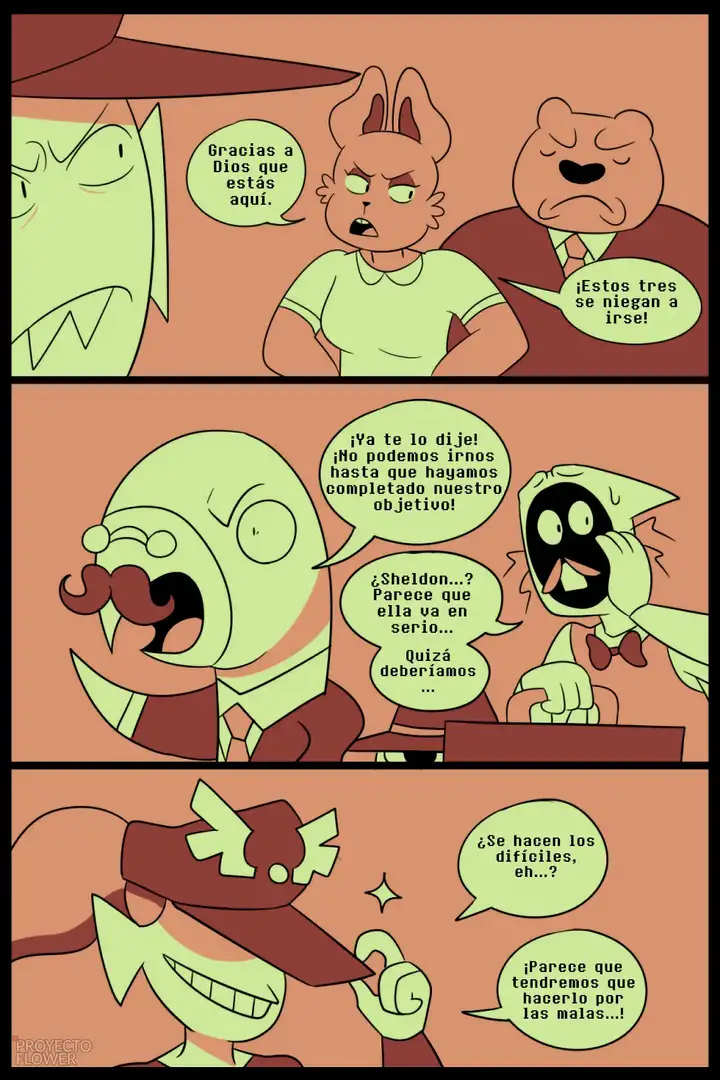 Gracias a
Dios que
estás
aquí.
¡Estos tres
se niegan a
irse!
¡Ya te lo dije!
¡No podemos irnos
hasta que hayamos
completado nuestro
objetivo!
¿Sheldon...?
Parece que
ella va en
serio...
Quizá
deberíamos
...
¿Se hacen los
difíciles,
eh...?
¡Parece que
tendremos que
hacerlo por
las malas...!
PROYECTO
FLOWER